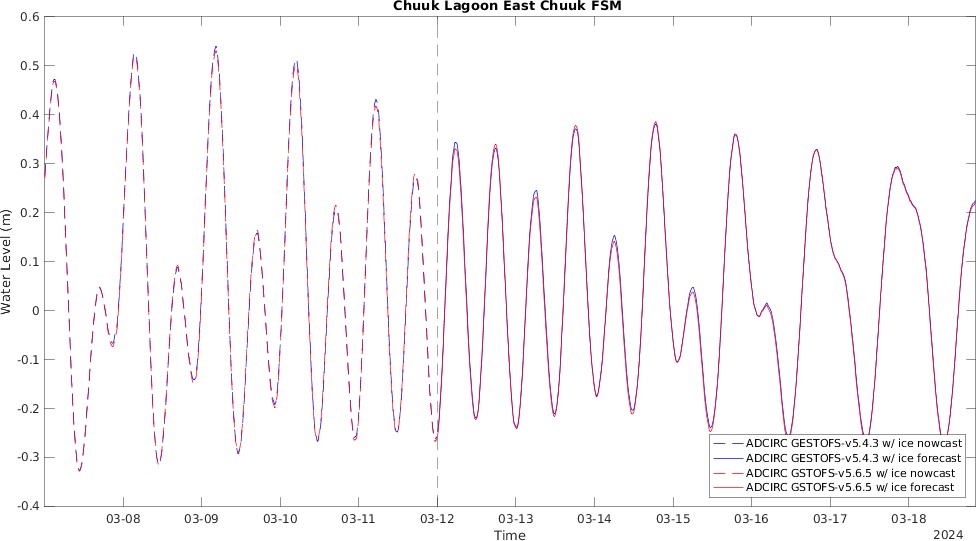 Chuuk Lagoon East Chuuk FSM
0.6
0.5
0.4
0.3
0.2
0.1
0
-0.1
-0.2
-0.3
-0.4
Water Level (m)
ADCIRC GESTOFS-v5.4.3 w/ ice nowcast
ADCIRC GESTOFS-v5.4.3 w/ ice forecast
ADCIRC GSTOFS-v5.6.5 w/ ice nowcast
ADCIRC GSTOFS-v5.6.5 w/ ice forecast
03-08 03-09 03-10 03-11 03-12 03-13 03-14 03-15 03-16 03-17 03-18
Time
2024